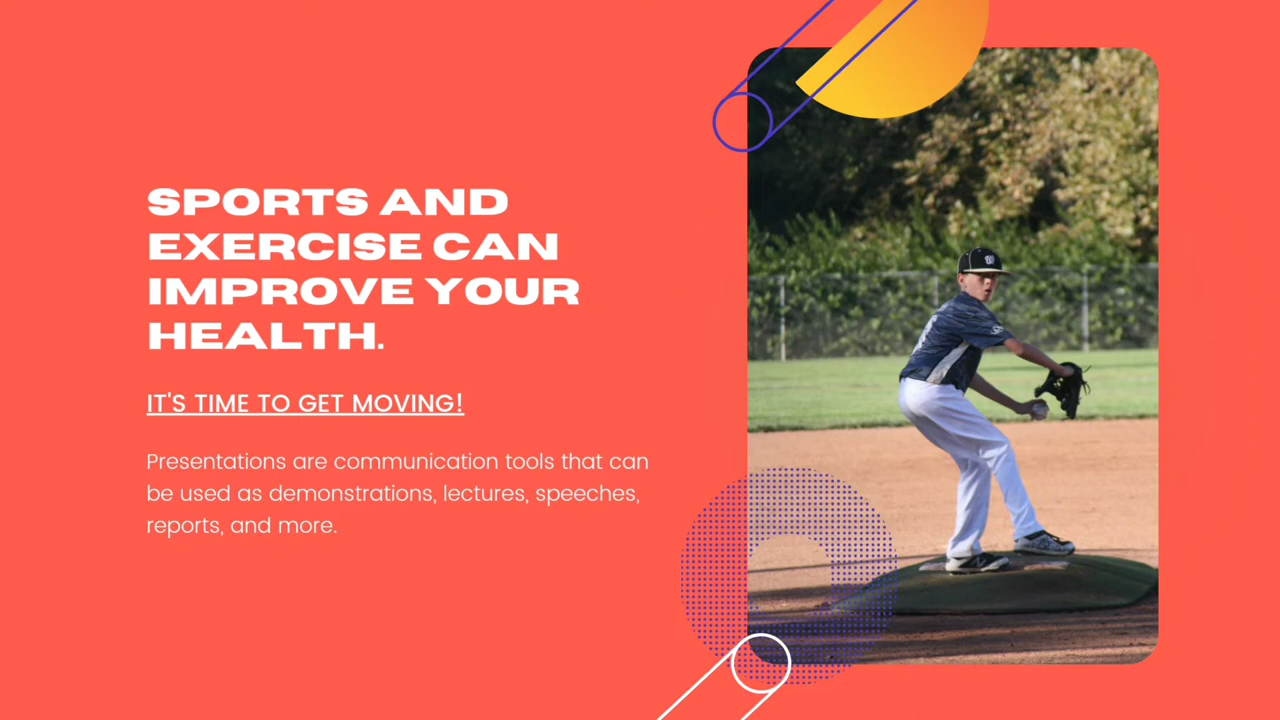 SPORTS AND
EXERCISE CAN
IMPROVE YOUR
HEALTH.
IT'S TIME TO GET MOVING!
Presentations are communication tools that can
be used as demonstrations, lectures, speeches,
reports, and more.